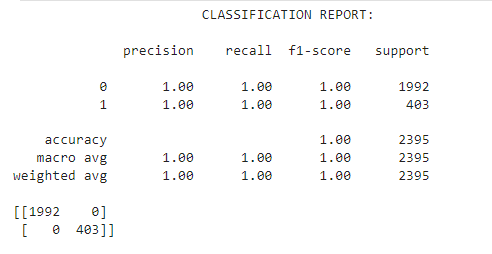 CLASSIFICATION REPORT:
precision recall f1-score support
0 1.00 1.00 1.00 1992
1 1.00 1.00 1.00 403
accuracy 1.00 2395
macro avg 1.00 1.00 1.00 2395
weighted avg 1.00 1.00 1.00 2395
[[1992 0]
[ 0 403]]